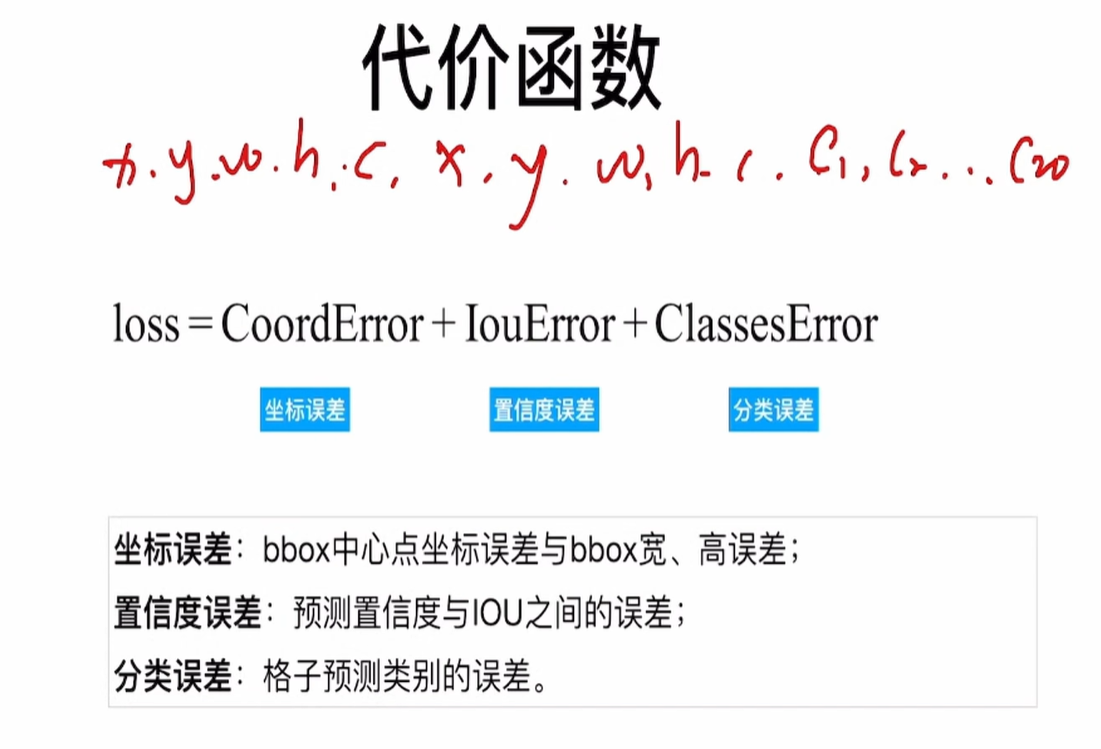 代价函数
x.y.w.h.c, x.y.w,h.c.C1,C2...C20
loss = CoordError + IouError + ClassesError
坐标误差 置信度误差 分类误差
坐标误差：bbox中心点坐标误差与bbox宽、高误差；
置信度误差：预测置信度与IOU之间的误差；
分类误差：格子预测类别的误差。